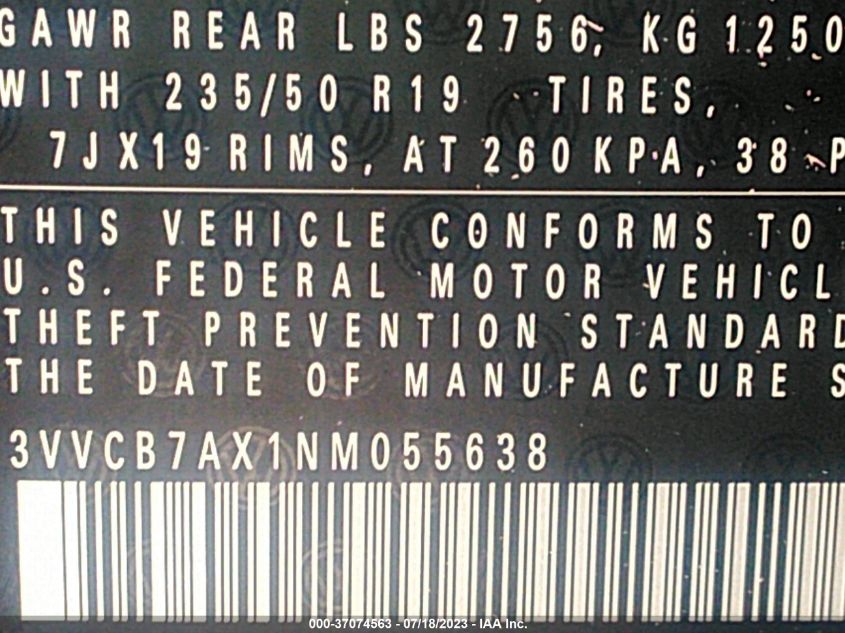 GAWR REAR LBS 2756, KG 1250
WITH 235/50 R19 TIRES,
7JX19 RIMS, AT 260 KPA, 38 P
THIS VEHICLE CONFORMS TO
U.S. FEDERAL MOTOR VEHICL
THEFT PREVENTION STANDARD
THE DATE OF MANUFACTURE S
3VVCB7AX1NM055638
000-37074563 - 07/18/2023 - IAA Inc.